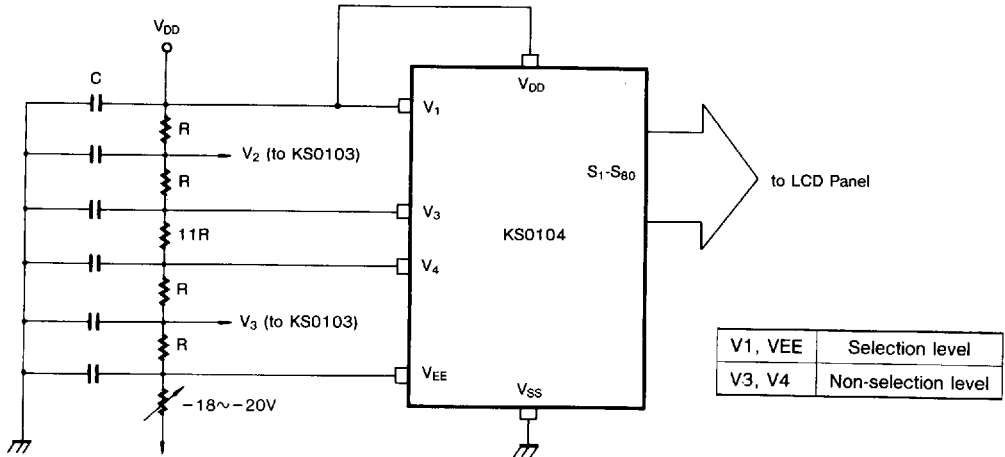 V_DD
C
V_DD
V_1
R
V_2 (to KS0103)
R
S_1-S_80
to LCD Panel
V_3
11R
KS0104
V_4
R
V_3 (to KS0103)
R
V_EE
V_SS
-18~-20V
V1, VEE Selection level
V3, V4 Non-selection level